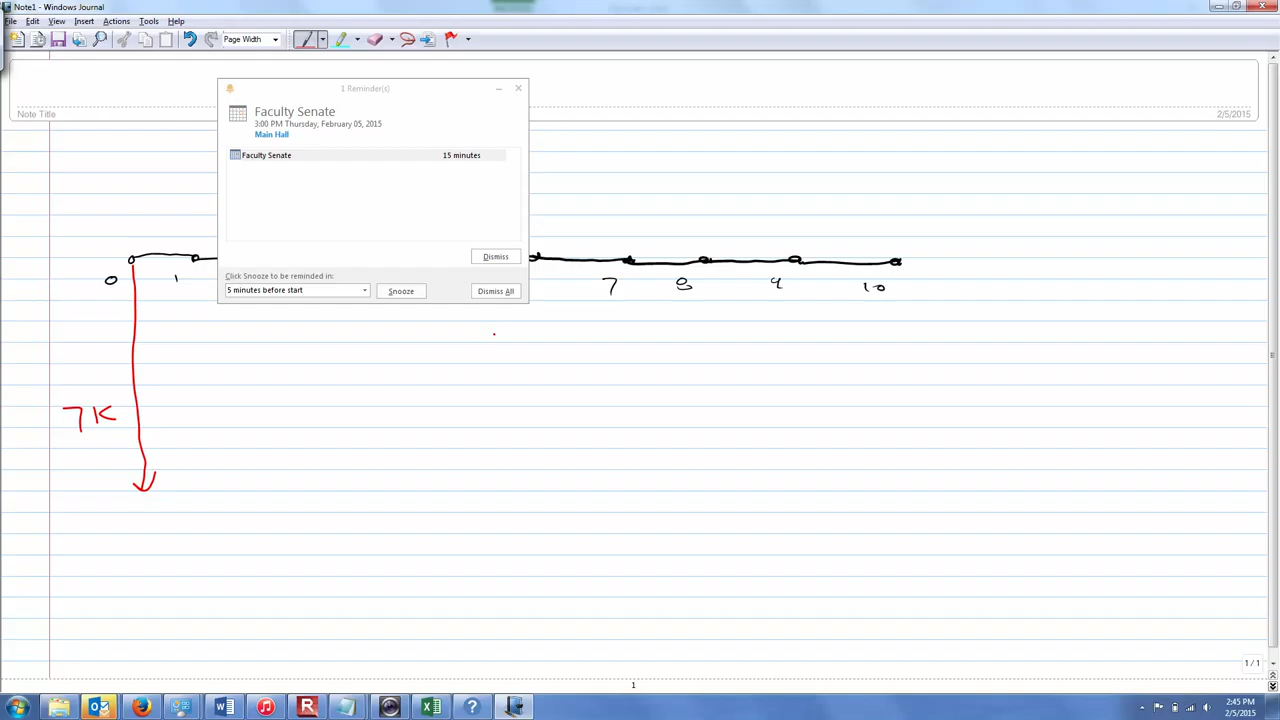 Note1 - Windows Journal
File Edit View Insert Actions Tools Help
Page Width
1 Reminder(s)
Faculty Senate
3:00 PM Thursday, February 05, 2015
Main Hall
Faculty Senate 15 minutes
Dismiss
Click Snooze to be reminded in:
5 minutes before start Snooze Dismiss All
Note Title 2/5/2015
0 1 7 8 9 10
7K
1 / 1
1
2:45 PM
2/5/2015